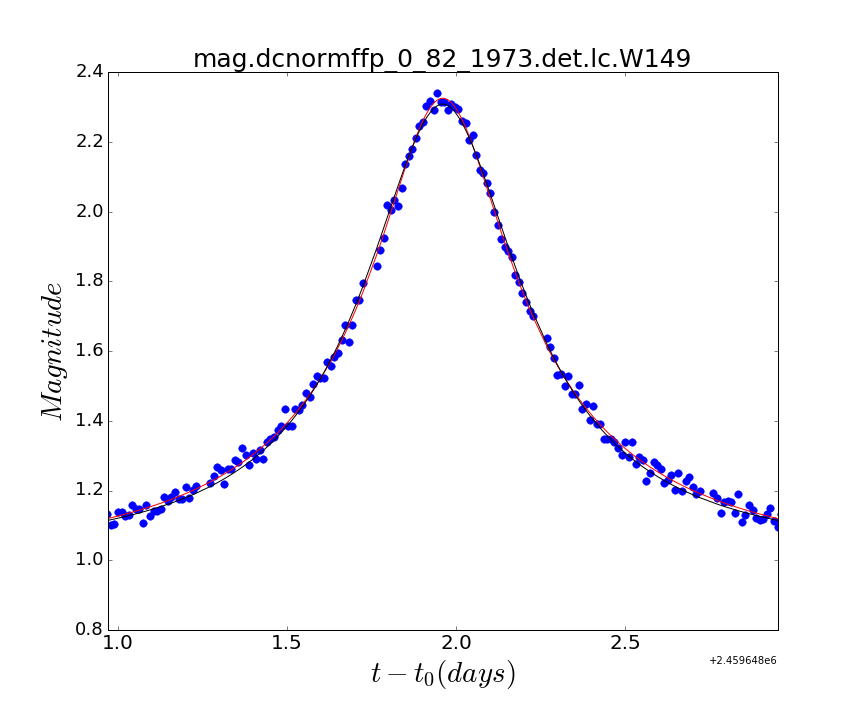 mag.dcnormffp_0_82_1973.det.lc.W149
2.4
2.2
2.0
1.8
1.6
1.4
1.2
1.0
0.8
Magnitude
1.0 1.5 2.0 2.5
+2.459648e6
t − t₀(days)